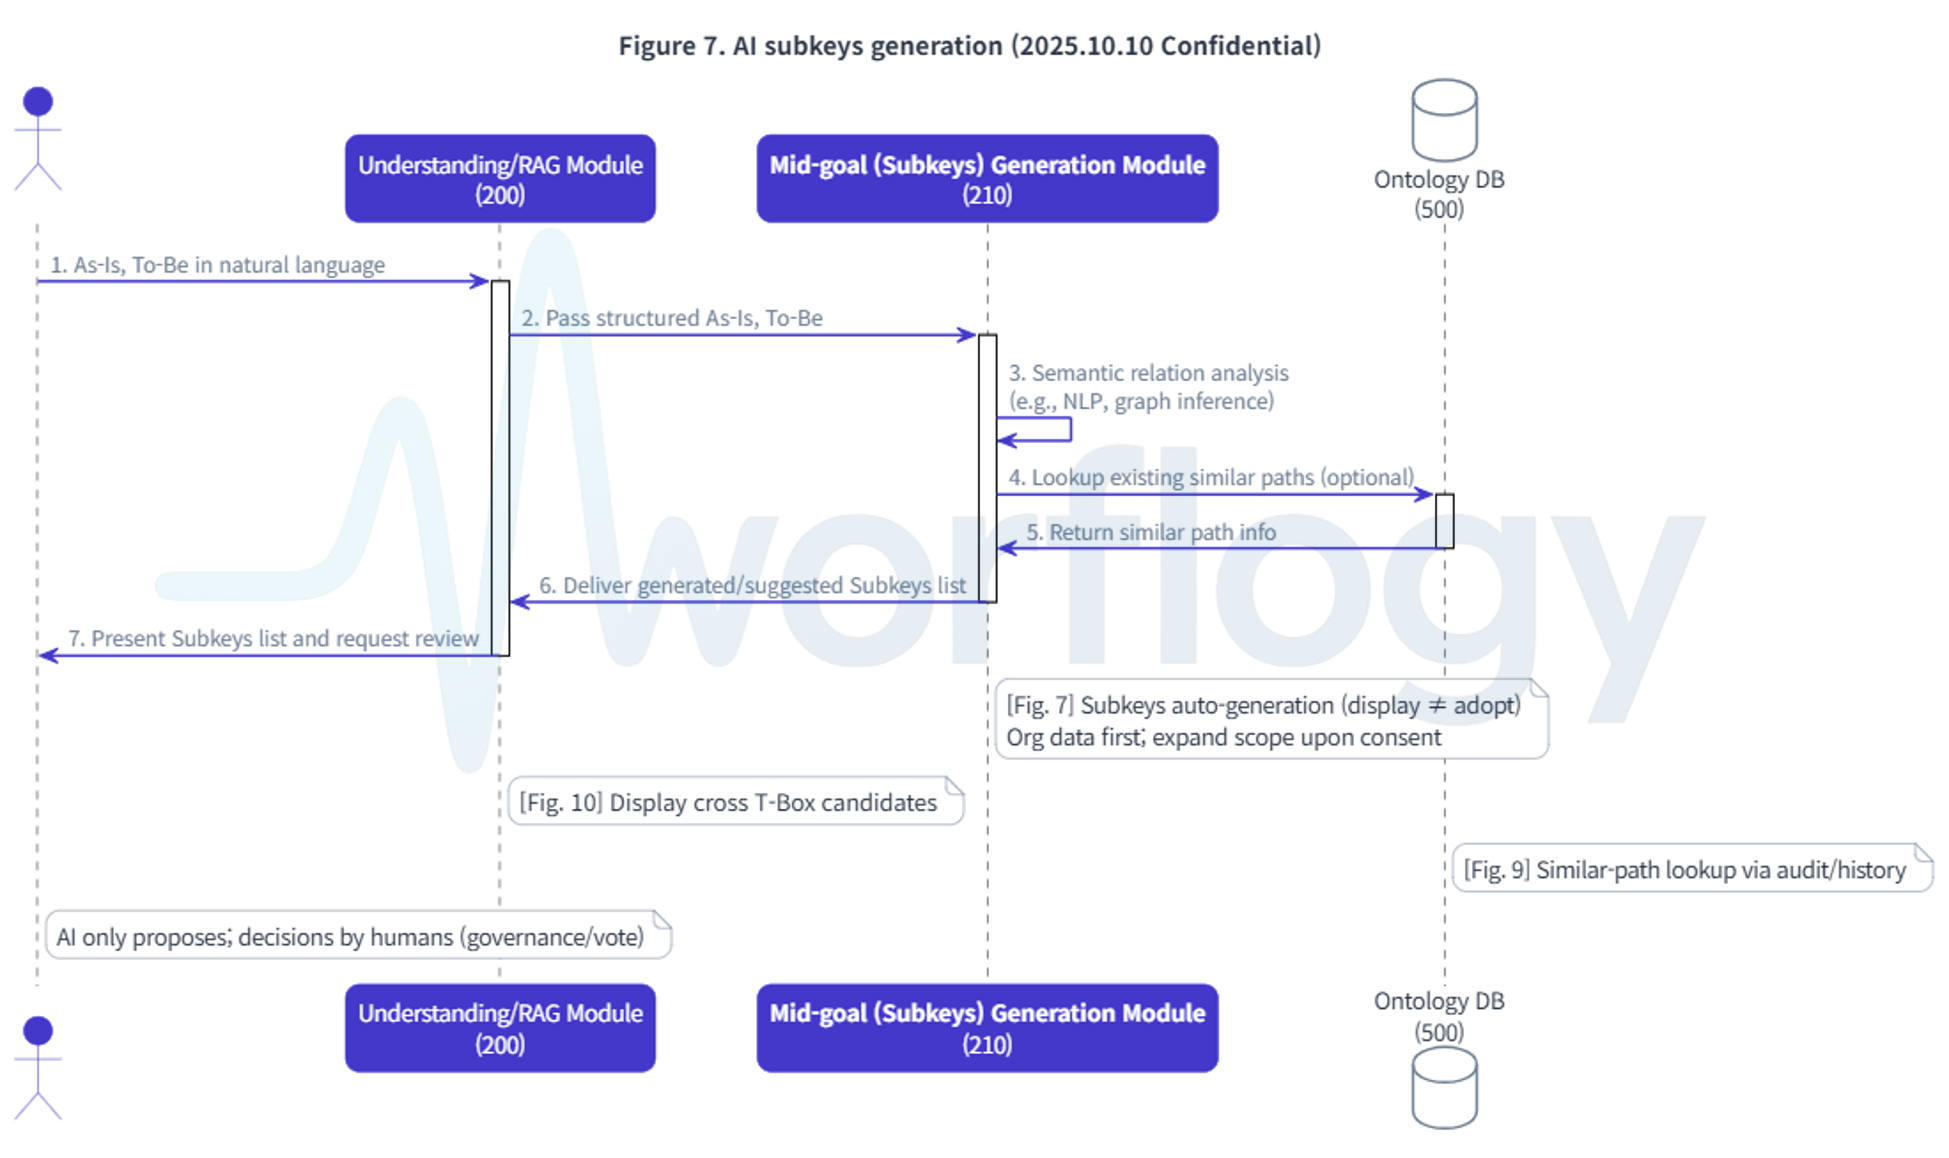 Figure 7. AI subkeys generation (2025.10.10 Confidential)
Understanding/RAG Module
(200)
Mid-goal (Subkeys) Generation Module
(210)
Ontology DB
(500)
1. As-Is, To-Be in natural language
2. Pass structured As-Is, To-Be
3. Semantic relation analysis
(e.g., NLP, graph inference)
4. Lookup existing similar paths (optional)
5. Return similar path info
6. Deliver generated/suggested Subkeys list
7. Present Subkeys list and request review
worflogy
[Fig. 7] Subkeys auto-generation (display ≠ adopt)
Org data first; expand scope upon consent
[Fig. 10] Display cross T-Box candidates
[Fig. 9] Similar-path lookup via audit/history
AI only proposes; decisions by humans (governance/vote)
Understanding/RAG Module
(200)
Mid-goal (Subkeys) Generation Module
(210)
Ontology DB
(500)